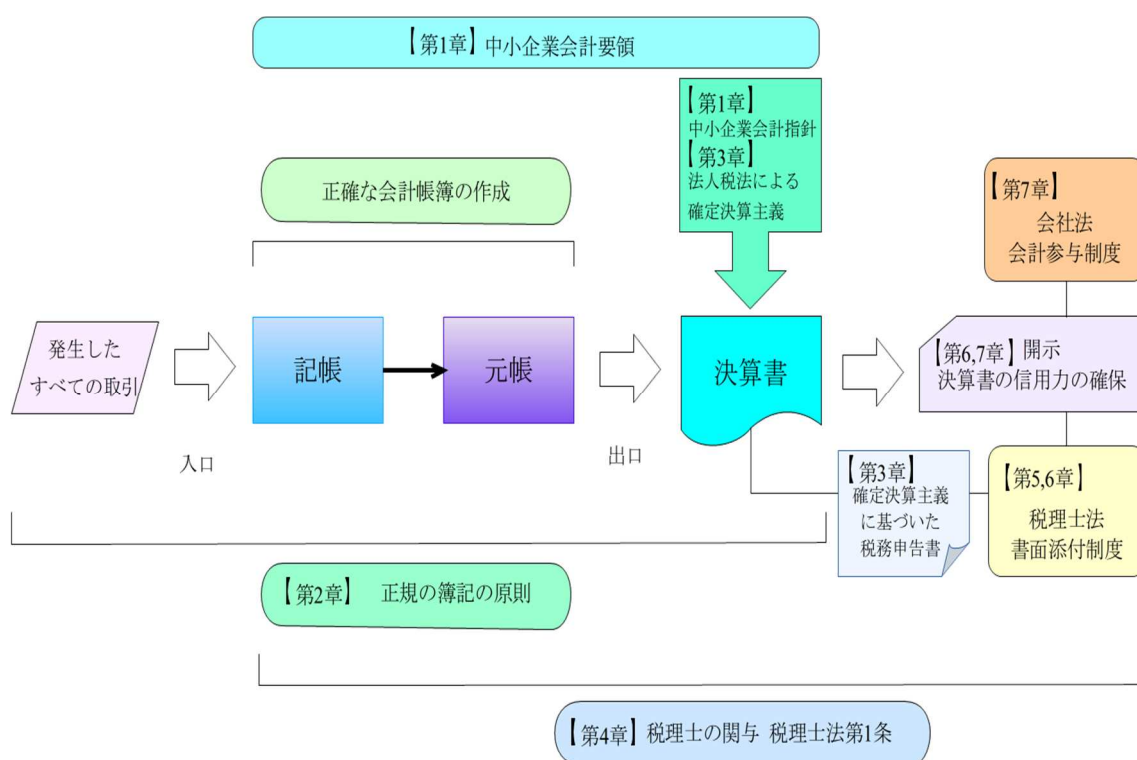 【第1章】中小企業会計要領
【第1章】
中小企業会計指針
【第3章】
法人税法による
確定決算主義
正確な会計帳簿の作成
【第7章】
会社法
会計参与制度
発生した
すべての取引
記帳
元帳
決算書
【第6,7章】開示
決算書の信用力の確保
入口
出口
【第3章】
確定決算主義
に基づいた
税務申告書
【第5,6章】
税理士法
書面添付制度
【第2章】 正規の簿記の原則
【第4章】税理士の関与 税理士法第1条